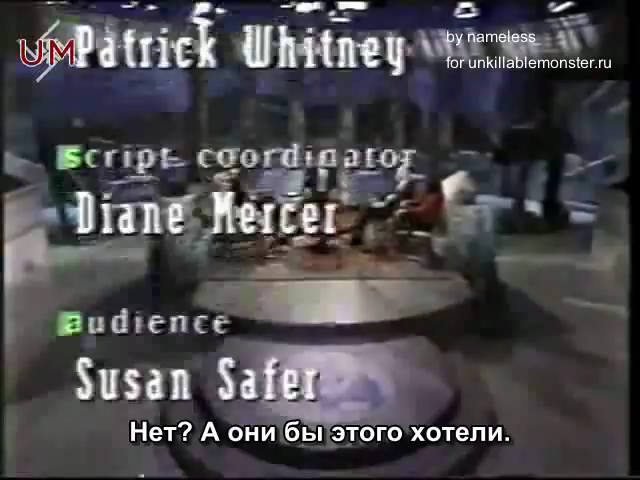 UM
by nameless_
for unkillablemonster.ru
Patrick Whitney
script coordinator
Diane Mercer
audience
Susan Safer
Нет? А они бы этого хотели.